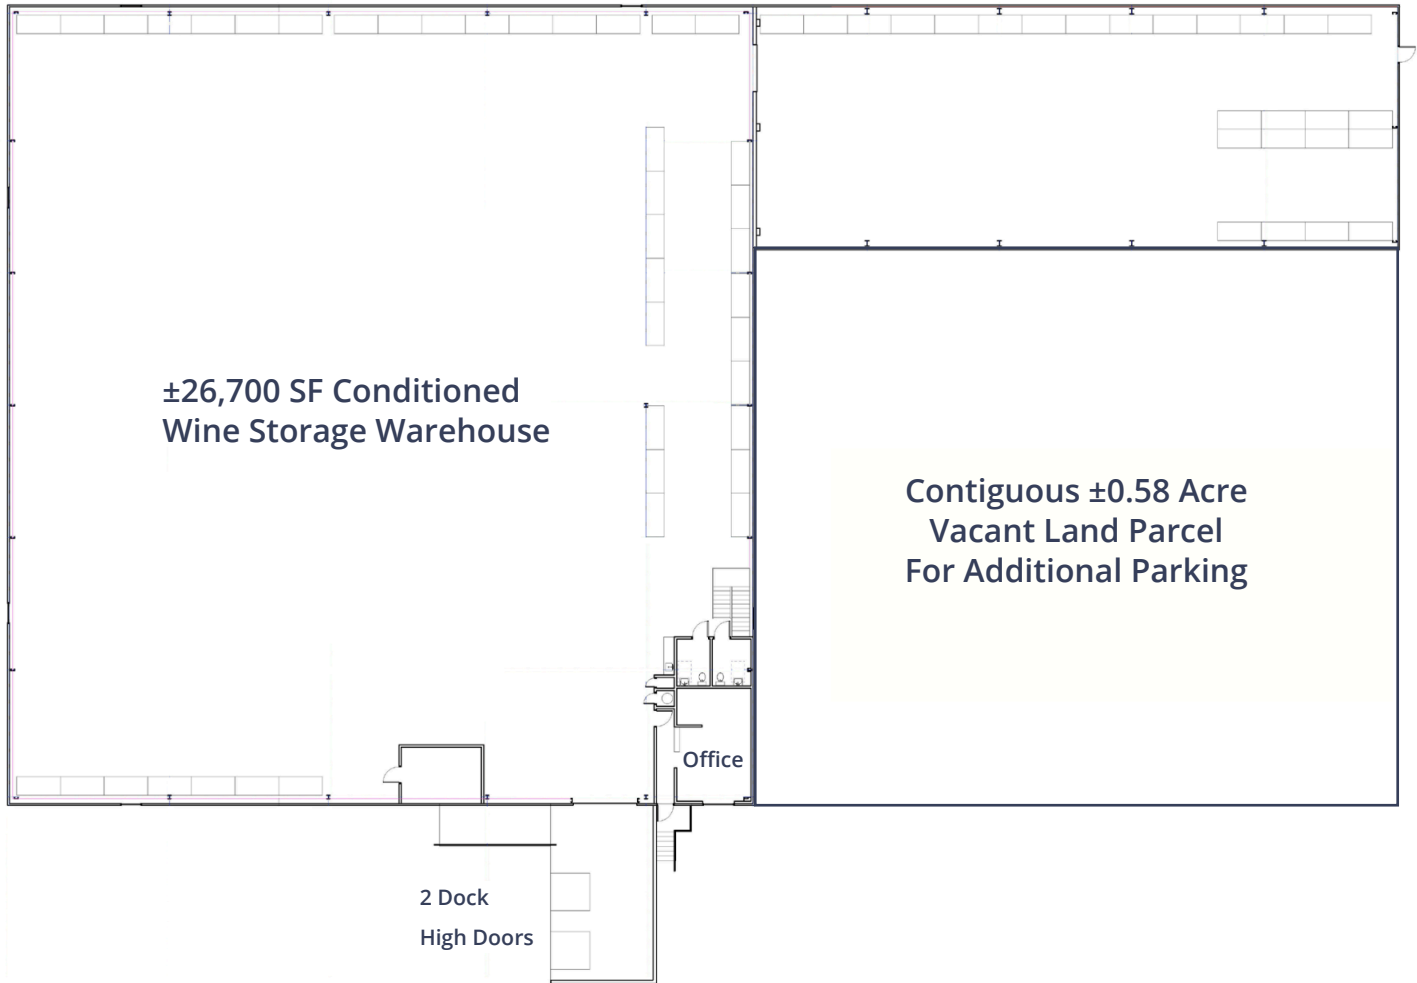 ±26,700 SF Conditioned
Wine Storage Warehouse
Contiguous ±0.58 Acre
Vacant Land Parcel
For Additional Parking
Office
2 Dock
High Doors